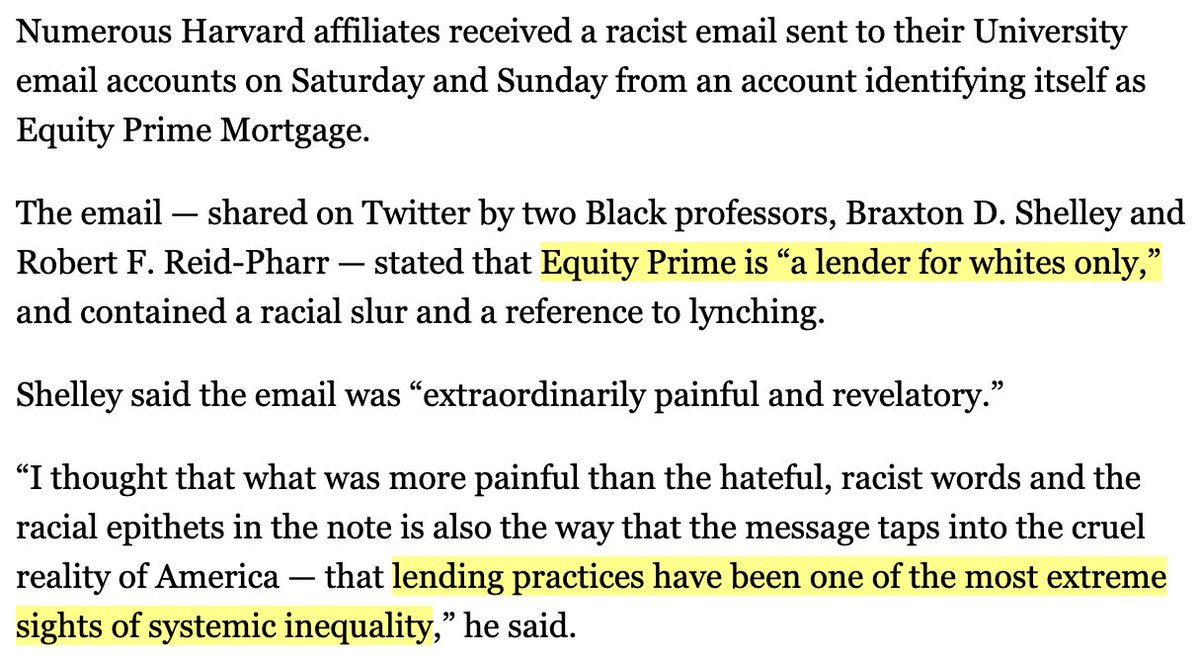 Numerous Harvard affiliates received a racist email sent to their University
email accounts on Saturday and Sunday from an account identifying itself as
Equity Prime Mortgage.
The email — shared on Twitter by two Black professors, Braxton D. Shelley and
Robert F. Reid-Pharr — stated that Equity Prime is “a lender for whites only,”
and contained a racial slur and a reference to lynching.
Shelley said the email was “extraordinarily painful and revelatory.”
“I thought that what was more painful than the hateful, racist words and the
racial epithets in the note is also the way that the message taps into the cruel
reality of America — that lending practices have been one of the most extreme
sights of systemic inequality,” he said.